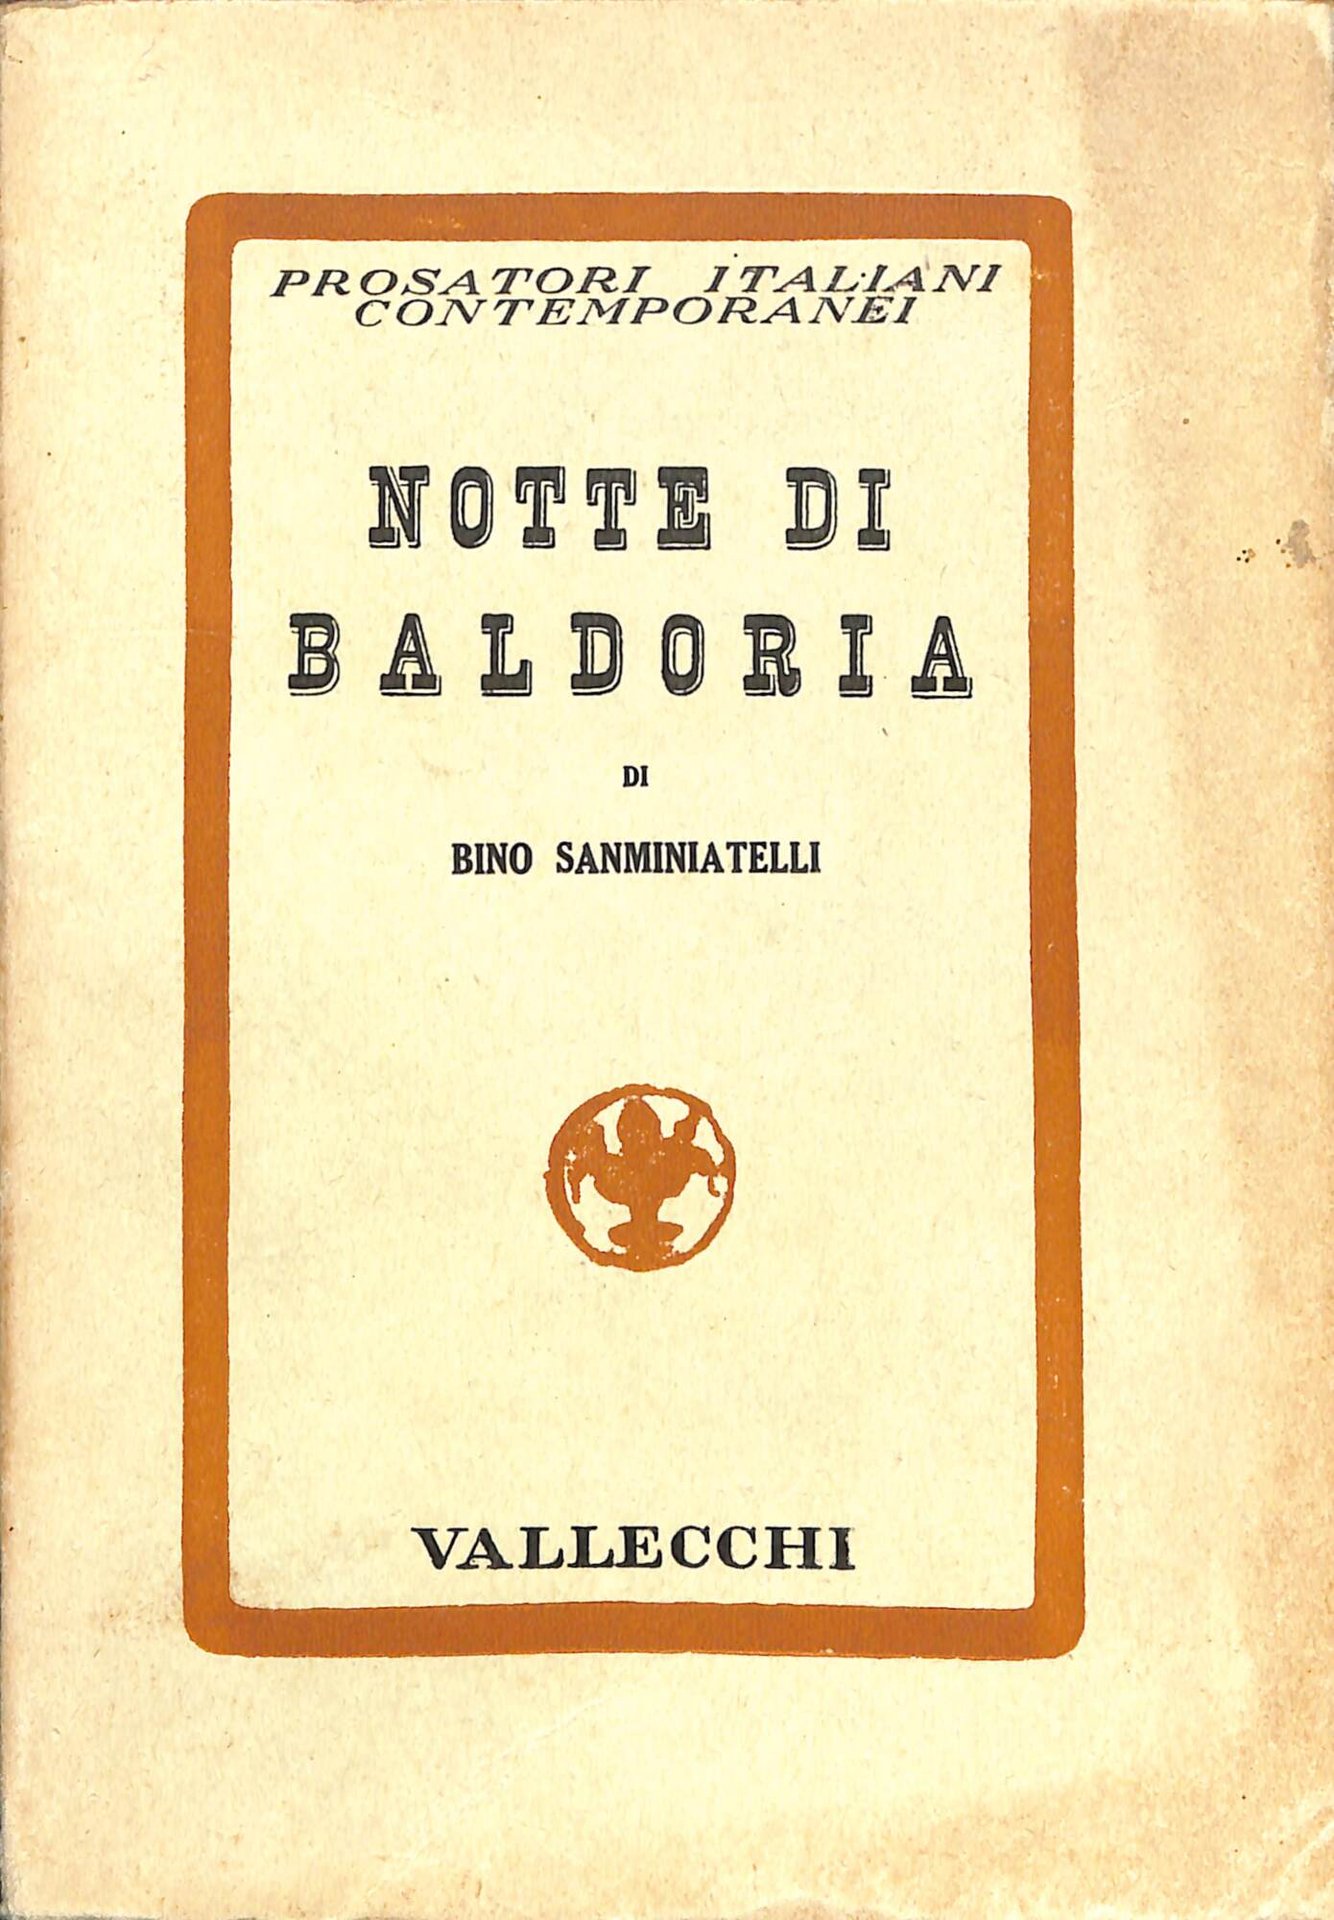 PROSATORI ITALIANI
CONTEMPORANEI
NOTTE DI
BALDORIA
DI
BINO SANMINIATELLI
VALLECCHI